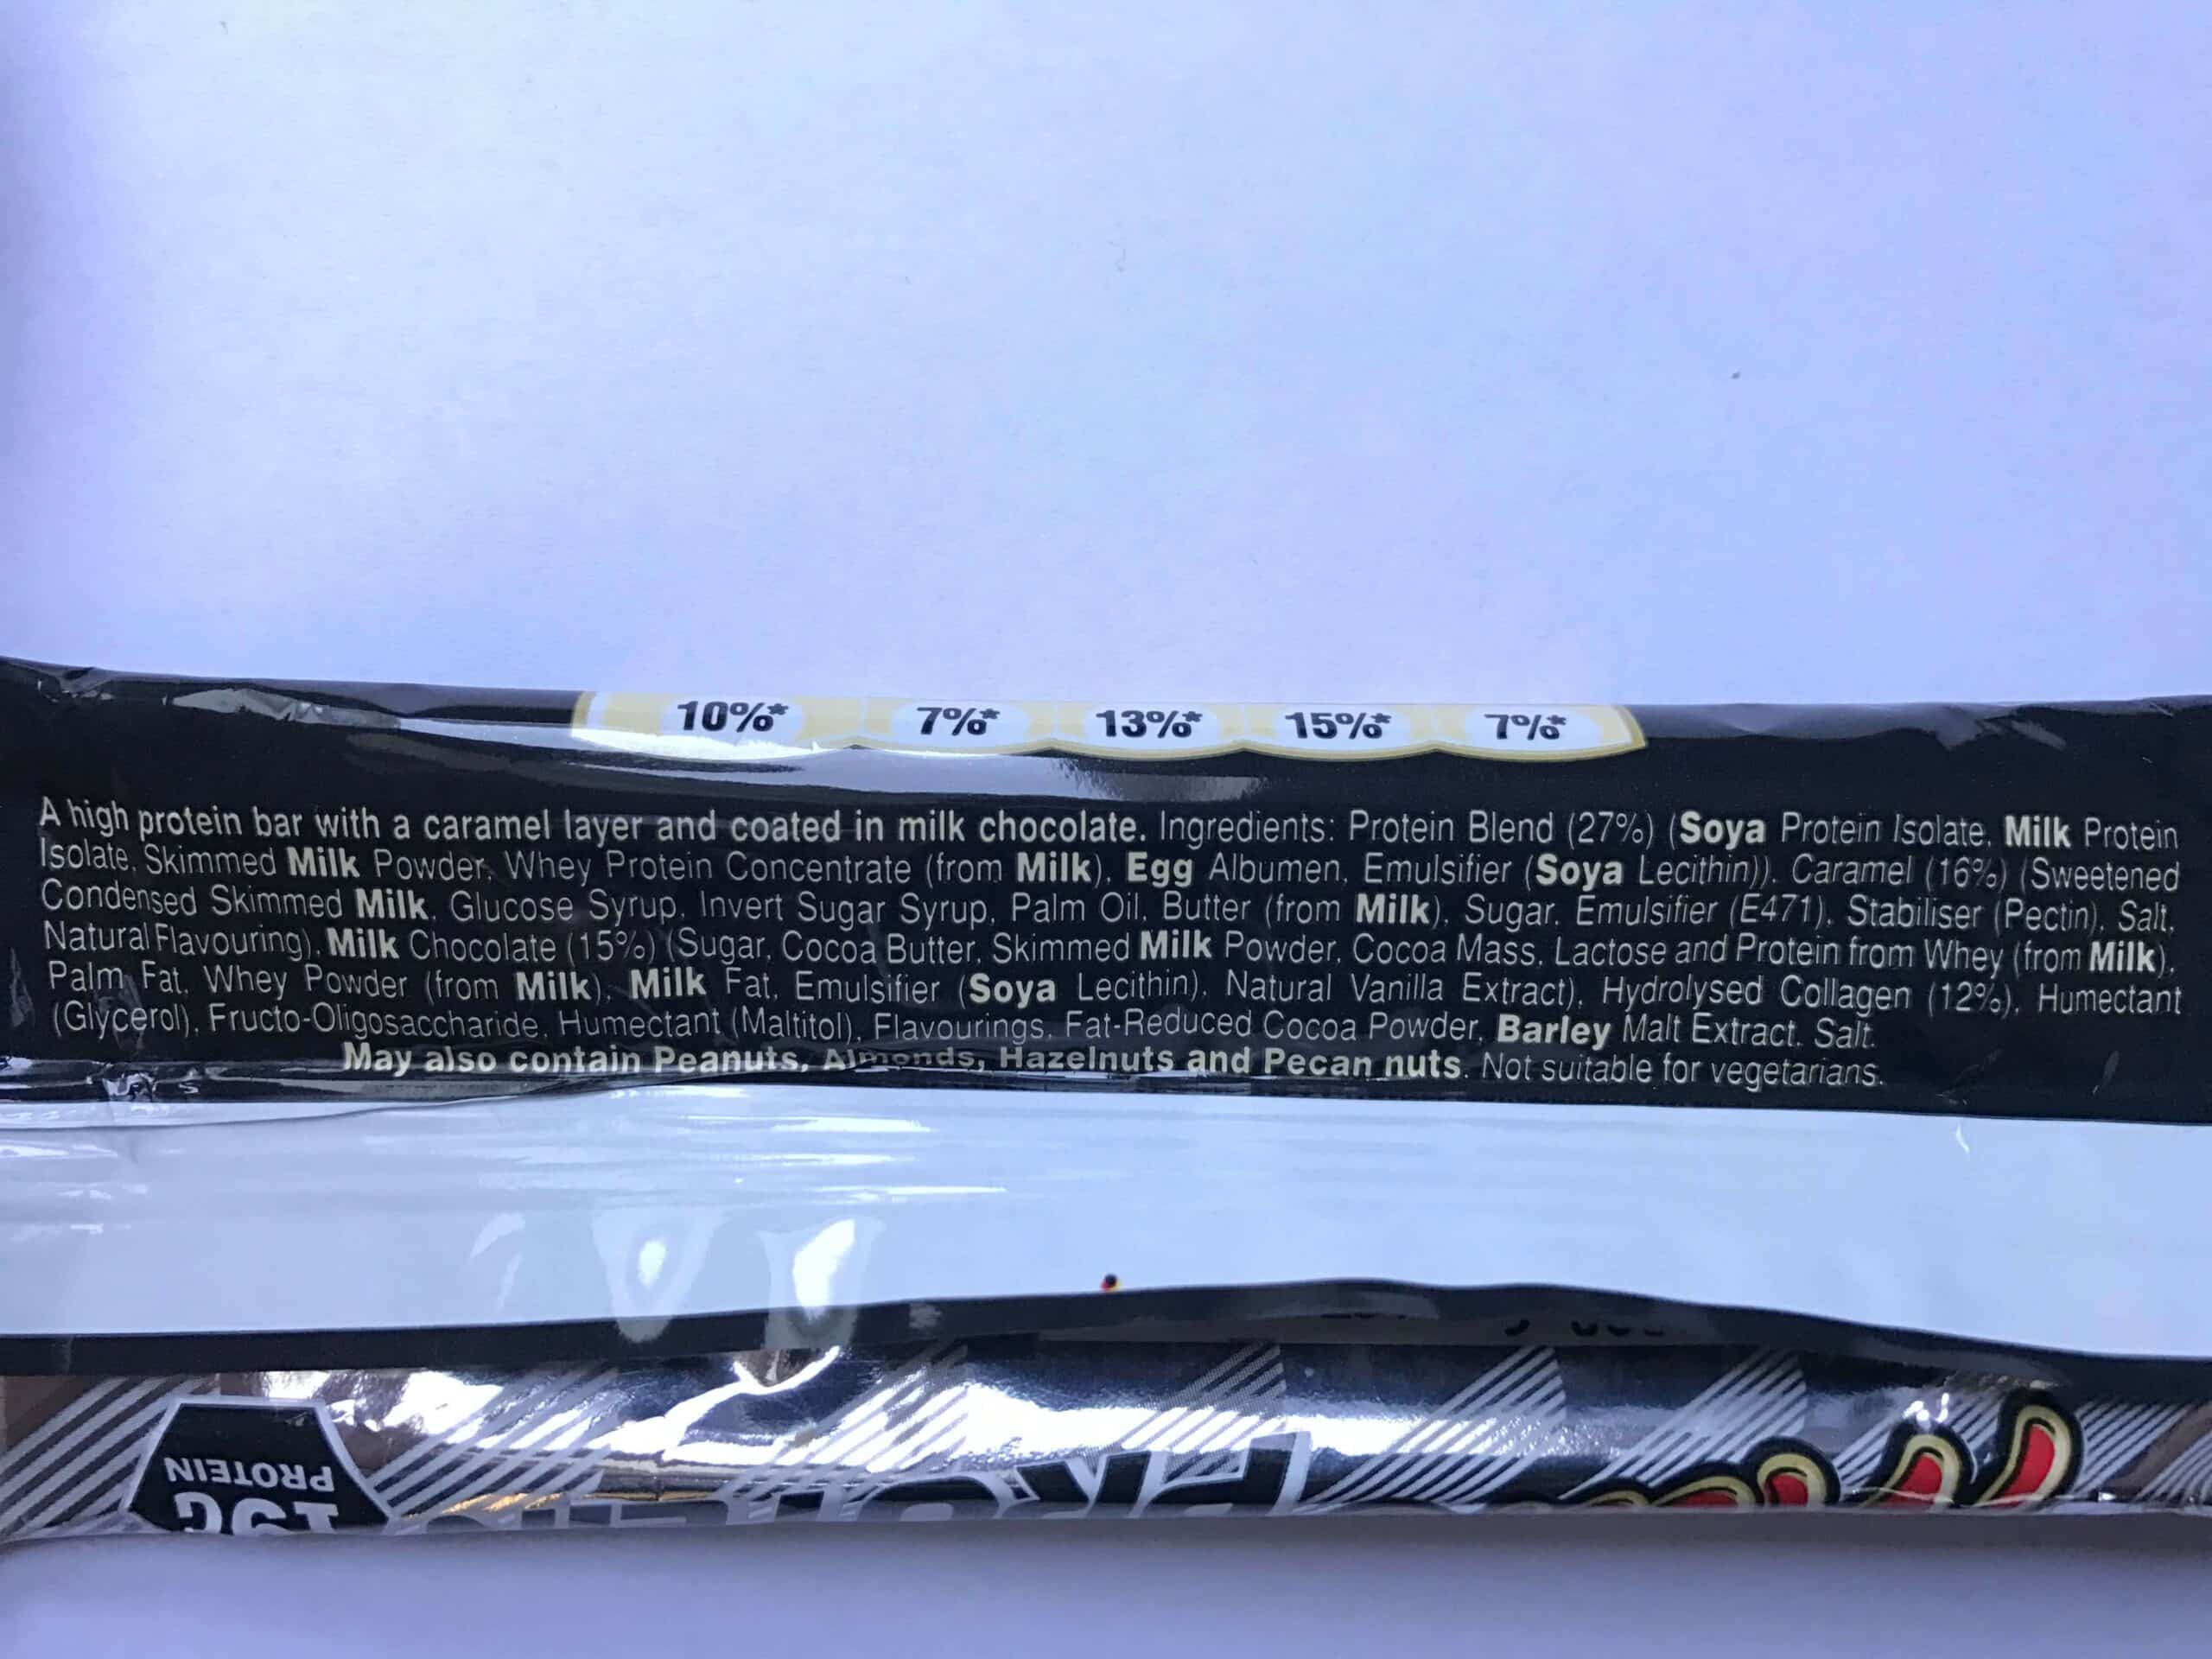 10%* 7%* 13%* 15%* 7%*
A high protein bar with a caramel layer and coated in milk chocolate. Ingredients: Protein Blend (27%) (Soya Protein Isolate, Milk Protein
Isolate, Skimmed Milk Powder, Whey Protein Concentrate (from Milk), Egg Albumen, Emulsifier (Soya Lecithin)), Caramel (16%) (Sweetened
Condensed Skimmed Milk, Glucose Syrup, Invert Sugar Syrup, Palm Oil, Butter (from Milk), Sugar, Emulsifier (E471), Stabiliser (Pectin), Salt,
Natural Flavouring), Milk Chocolate (15%) (Sugar, Cocoa Butter, Skimmed Milk Powder, Cocoa Mass, Lactose and Protein from Whey (from Milk),
Palm Fat, Whey Powder (from Milk), Milk Fat, Emulsifier (Soya Lecithin), Natural Vanilla Extract), Hydrolysed Collagen (12%), Humectant
(Glycerol), Fructo-Oligosaccharide, Humectant (Maltitol), Flavourings, Fat-Reduced Cocoa Powder, Barley Malt Extract, Salt.
May also contain Peanuts, Almonds, Hazelnuts and Pecan nuts. Not suitable for vegetarians.
19G
PROTEIN